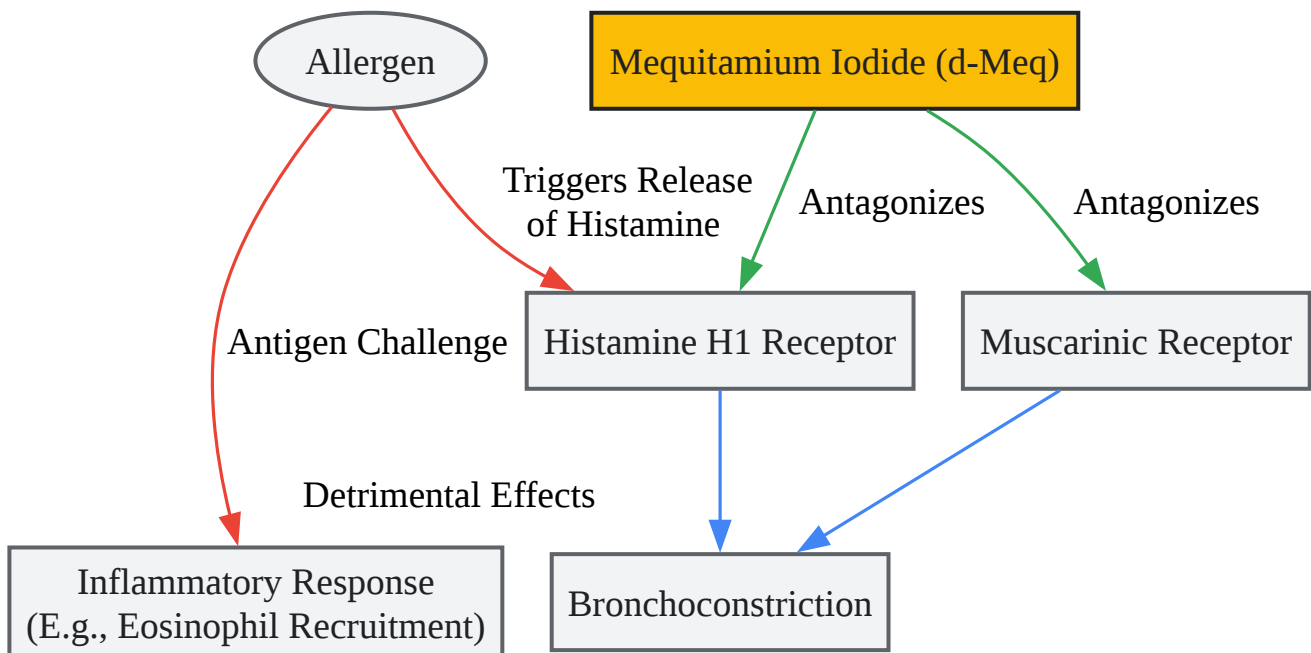 Allergen
Mequitamium Iodide (d-Meq)
Triggers Release
of Histamine
Antagonizes
Antagonizes
Antigen Challenge
Histamine H1 Receptor
Muscarinic Receptor
Detrimental Effects
Inflammatory Response
(E.g., Eosinophil Recruitment)
Bronchoconstriction